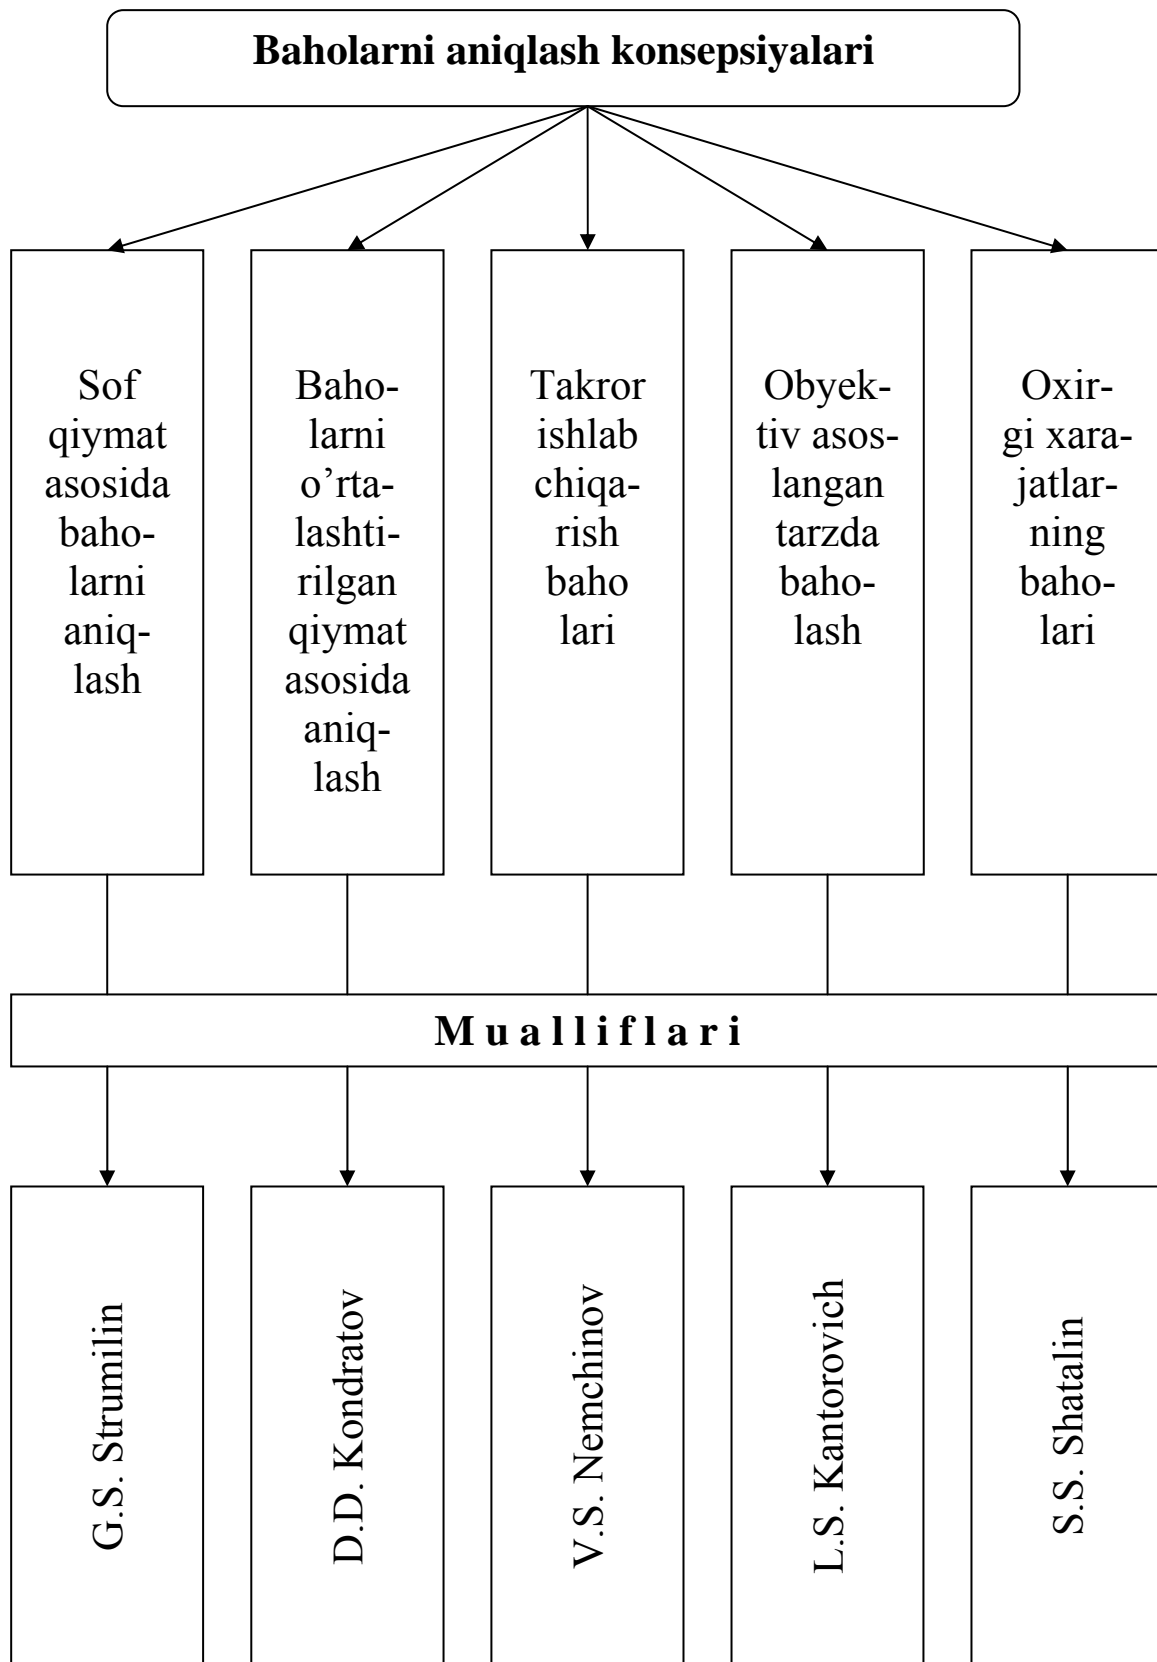 Baholarni aniqlash konsepsiyalari
Sof
qiymat
asosida
baho-
larni
aniq-
lash
Baho-
larni
o’rta-
lashti-
rilgan
qiymat
asosida
aniq-
lash
Takror
ishlab
chiqa-
rish
baho
lari
Obyek-
tiv asos-
langan
tarzda
baho-
lash
Oxir-
gi xara-
jatlar-
ning
baho-
lari
M u a l l i f l a r i
G.S. Strumilin
D.D. Kondratov
V.S. Nemchinov
L.S. Kantorovich
S.S. Shatalin